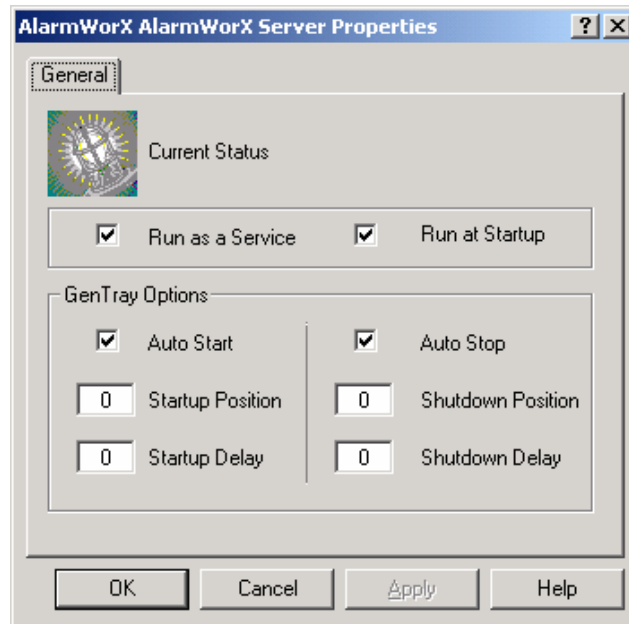 AlarmWorX AlarmWorX Server Properties
General
Current Status
Run as a Service Run at Startup
GenTray Options
Auto Start Auto Stop
0 Startup Position 0 Shutdown Position
0 Startup Delay 0 Shutdown Delay
OK Cancel Apply Help